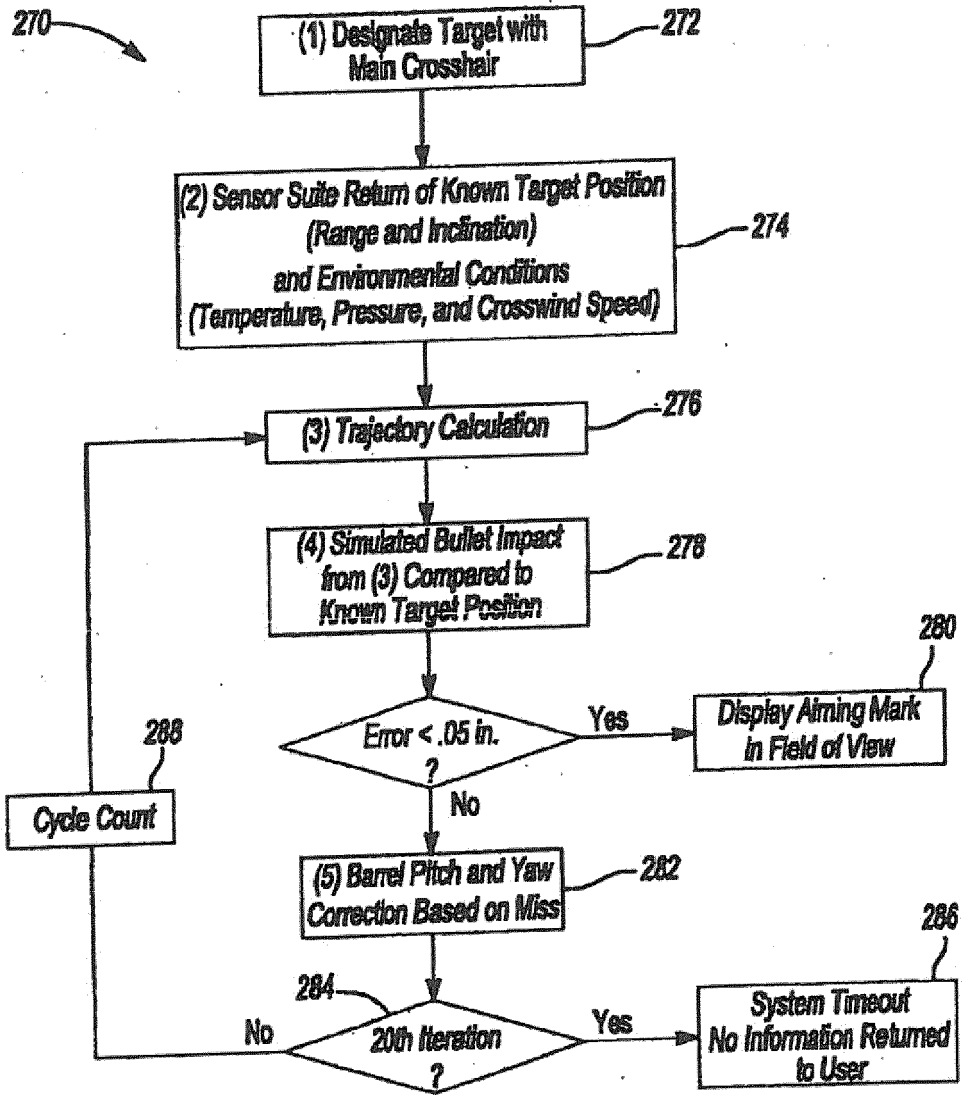 270
(1) Designate Target with
Main Crosshair
272
(2) Sensor Suite Return of Known Target Position
(Range and Inclination)
and Environmental Conditions
(Temperature, Pressure, and Crosswind Speed)
274
(3) Trajectory Calculation
276
(4) Simulated Bullet Impact
from (3) Compared to
Known Target Position
278
Error < .05 in.
?
Yes
Display Aiming Mark
in Field of View
280
No
288
Cycle Count
(5) Barrel Pitch and Yaw
Correction Based on Miss
282
284
20th Iteration
?
No
Yes
System Timeout
No Information Returned
to User
286